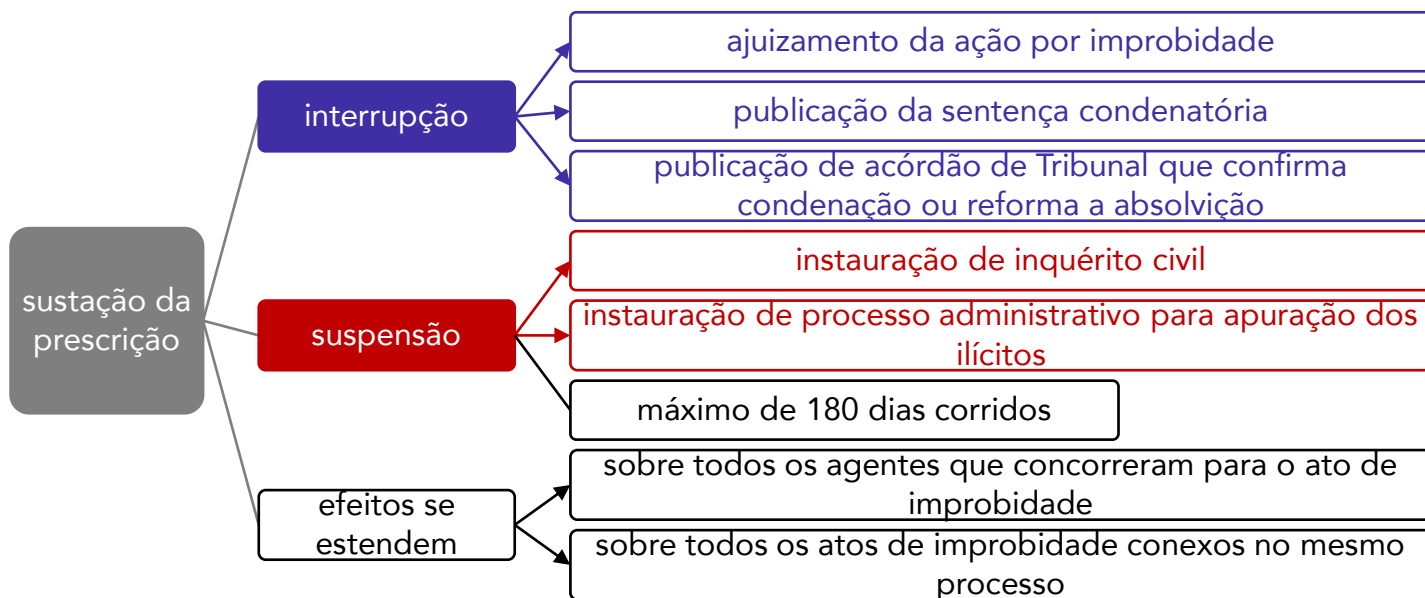 sustação da
prescrição
interrupção
ajuizamento da ação por improbidade
publicação da sentença condenatória
publicação de acórdão de Tribunal que confirma
condenação ou reforma a absolvição
suspensão
instauração de inquérito civil
instauração de processo administrativo para apuração dos
ilícitos
máximo de 180 dias corridos
efeitos se
estendem
sobre todos os agentes que concorreram para o ato de
improbidade
sobre todos os atos de improbidade conexos no mesmo
processo